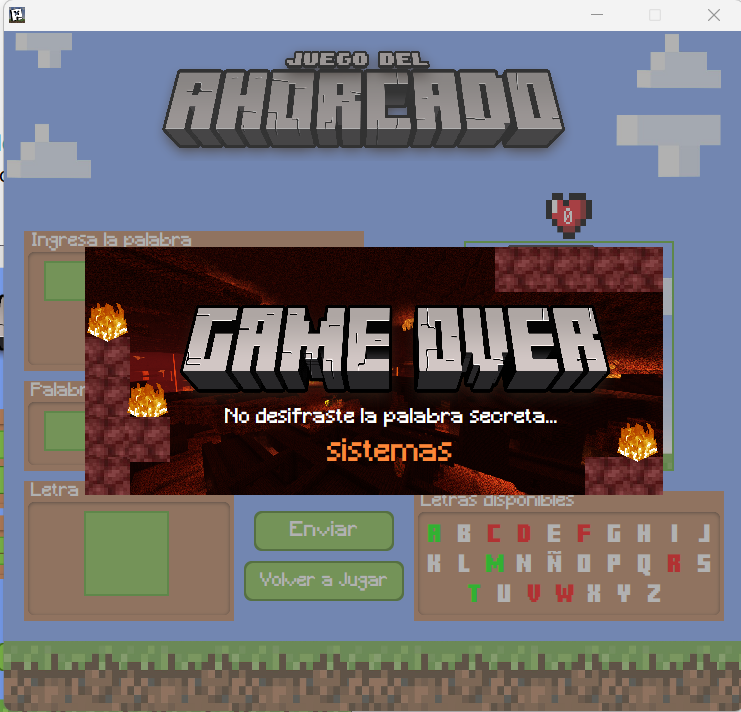 JUEGO DEL
AHORCADO
0
Ingresa la palabra
GAME OVER
No desifraste la palabra secreta...
sistemas
Palabr
Letra
Enviar
Volver a Jugar
Letras disponibles
A B C D E F G H I J
K L M N Ñ O P Q R S
T U V W X Y Z